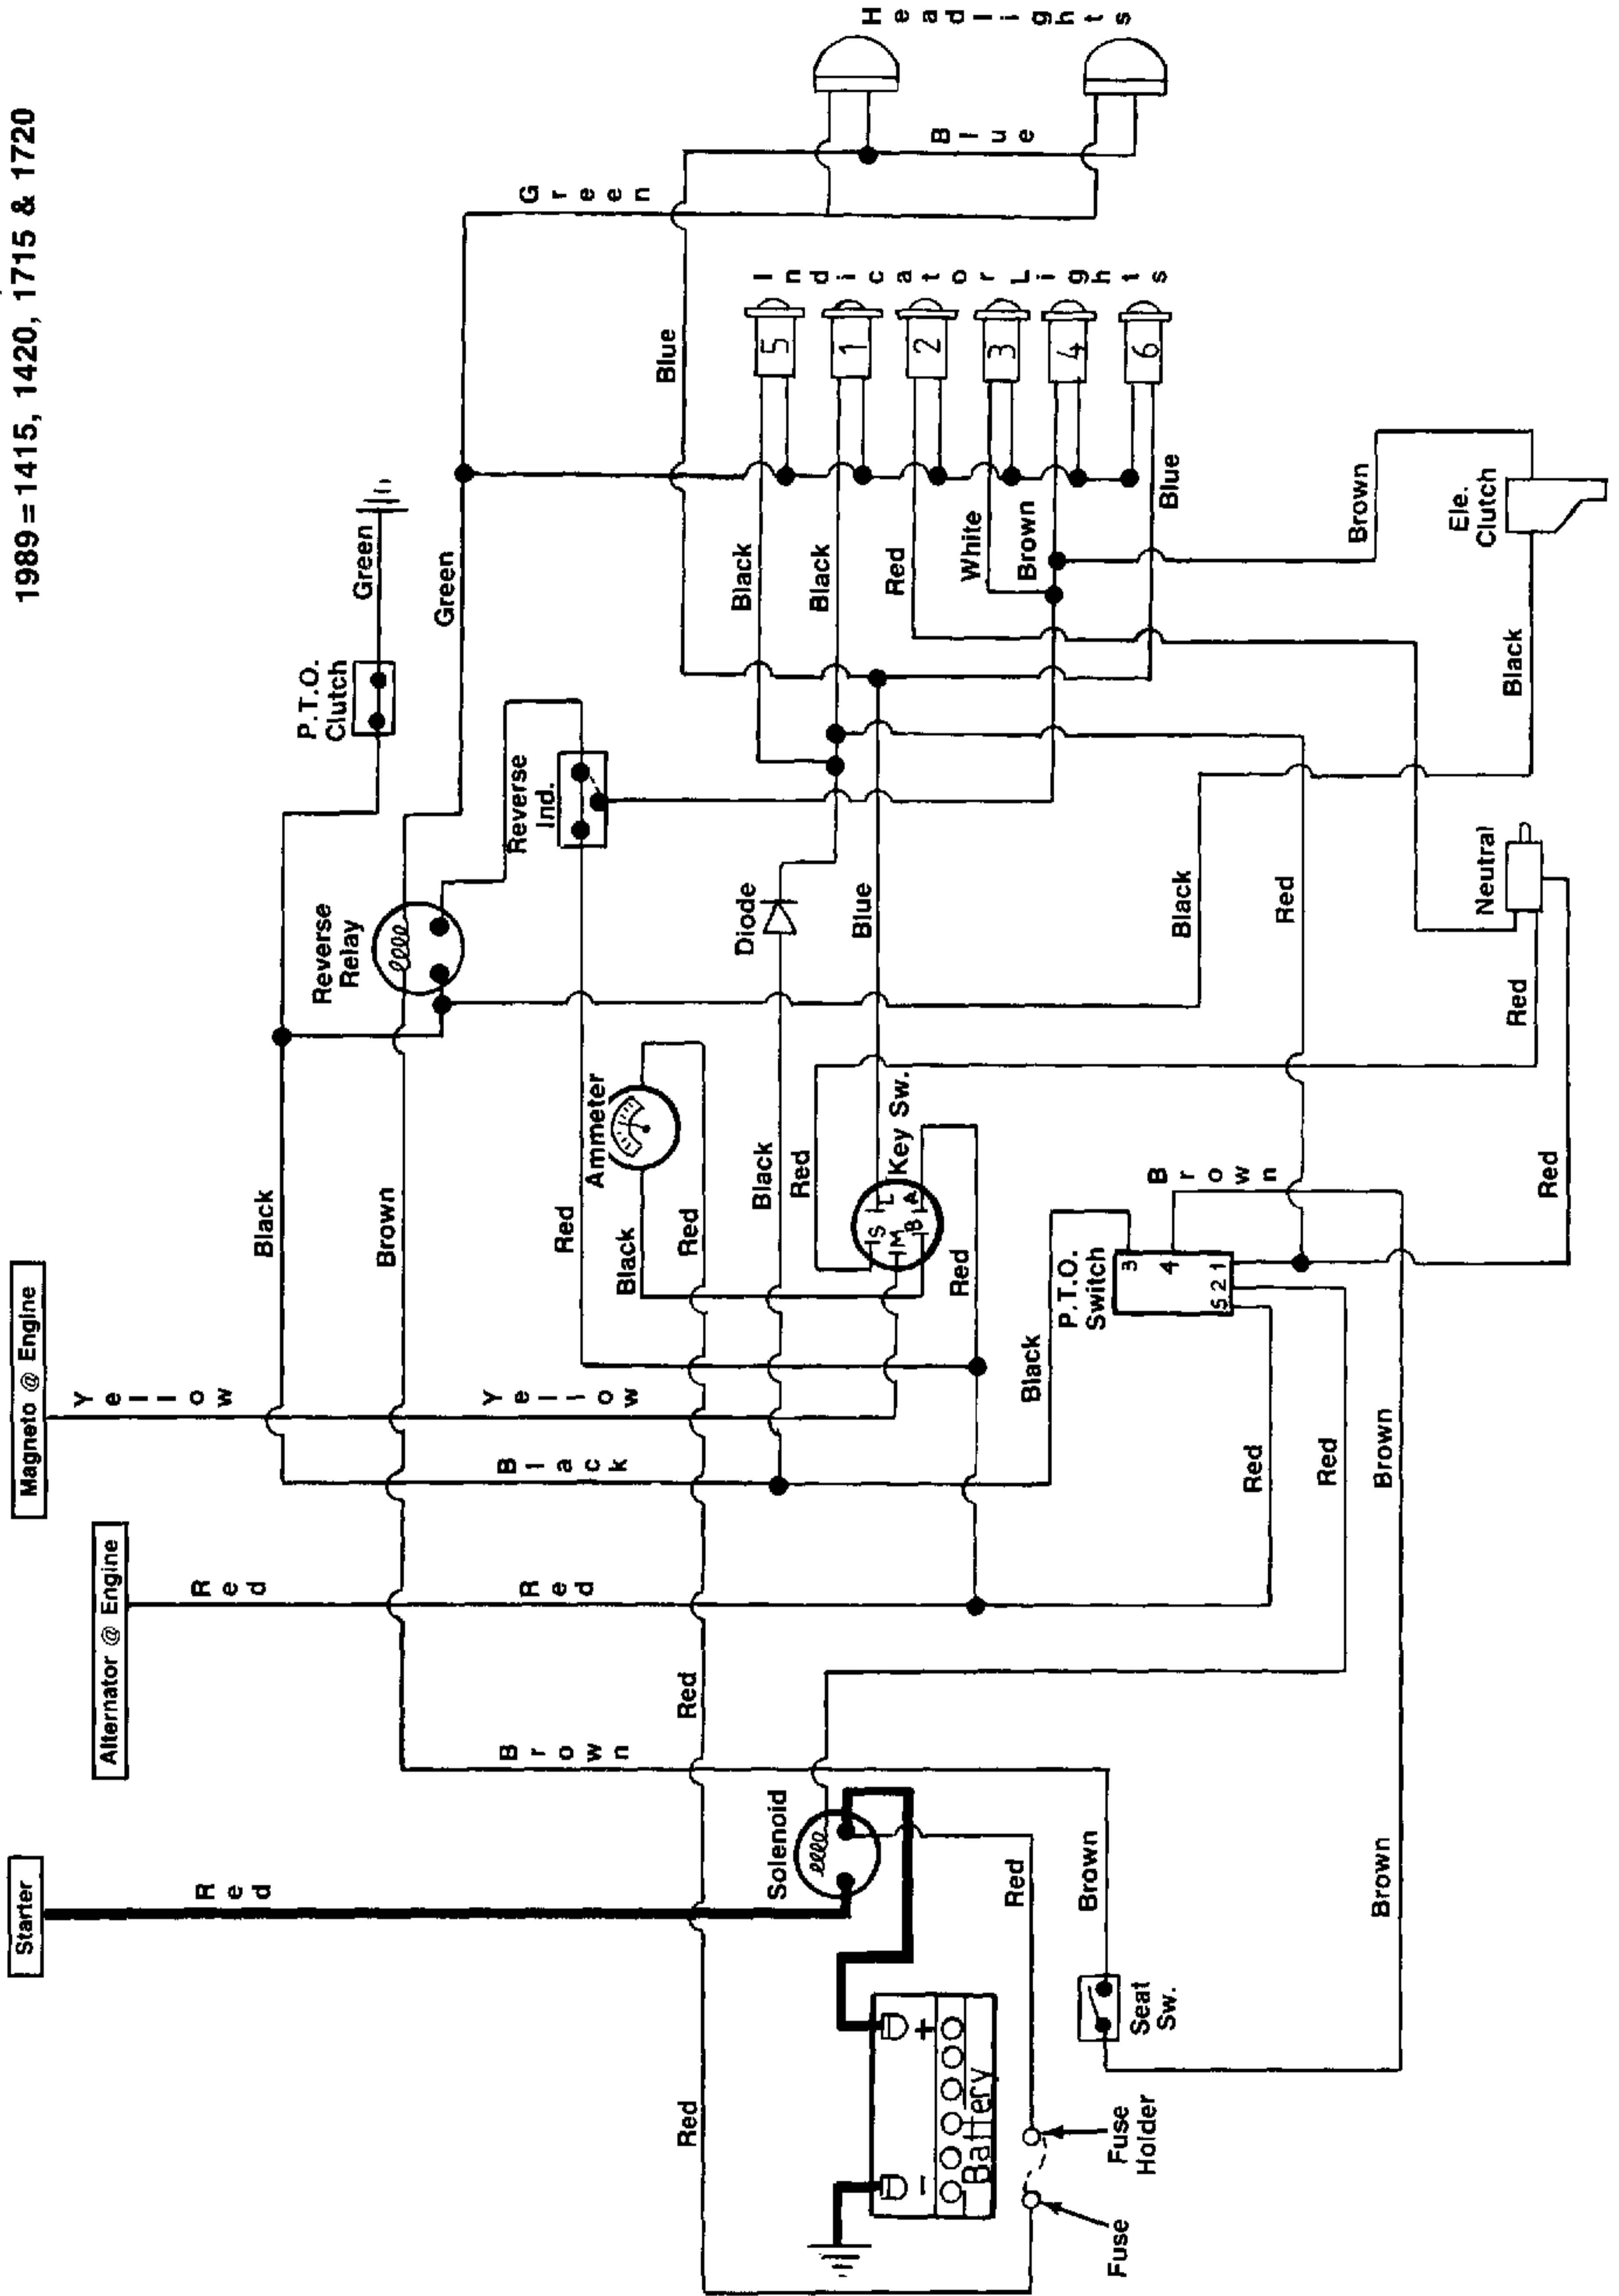 1989=1415, 1420, 1715 & 1720
Headlights
Blue
Green
Indicator Lights
5
1
2
3
4
6
Blue
Green
P.T.O.
Clutch
Green
Black
Black
Red
White
Brown
Blue
Brown
Ele.
Clutch
Black
Reverse
Ind.
Reverse
Relay
Diode
Blue
Black
Red
Neutral
Red
Ammeter
Key Sw.
S
L
M
A
B
Black
Brown
Red
Black
Red
Black
Red
Red
Brown
Red
P.T.O.
Switch
3
4
5 2 1
Magneto @ Engine
Yellow
Yellow
Black
Black
Red
Red
Brown
Alternator @ Engine
Red
Red
Red
Brown
Solenoid
Starter
Red
Red
Brown
Brown
Seat
Sw.
Red
+
-
Battery
Fuse
Holder
Fuse